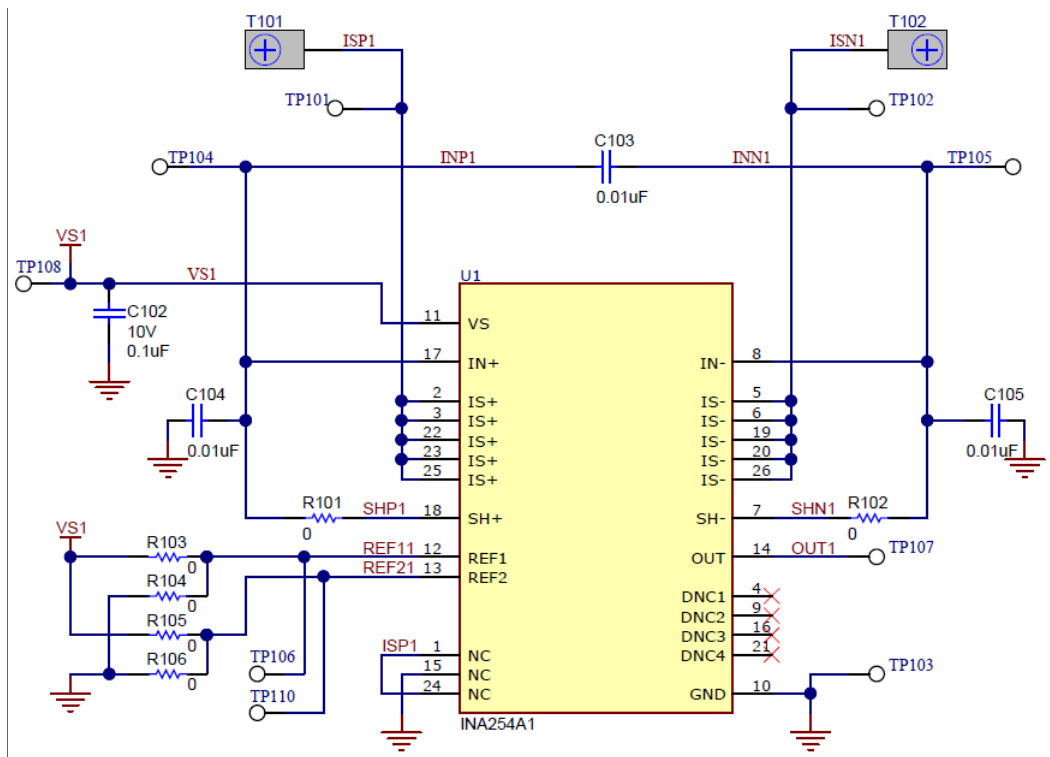 T101
ISP1
ISN1
T102
TP101
TP102
C103
TP104
INP1
INN1
TP105
0.01uF
VS1
TP108
VS1
U1
C102
10V
0.1uF
11
VS
17
IN+
8
IN-
C104
0.01uF
C105
0.01uF
2
IS+
5
IS-
3
IS+
6
IS-
22
IS+
19
IS-
23
IS+
20
IS-
25
IS+
26
IS-
R101
0
SHP1
18
SH+
7
SH-
SHN1
R102
0
VS1
R103
0
REF11
12
REF1
14
OUT
OUT1
TP107
REF21
13
REF2
R104
0
4
DNC1
9
DNC2
R105
0
16
DNC3
R106
0
21
DNC4
ISP1
1
NC
15
NC
24
NC
TP106
TP110
10
GND
TP103
INA254A1